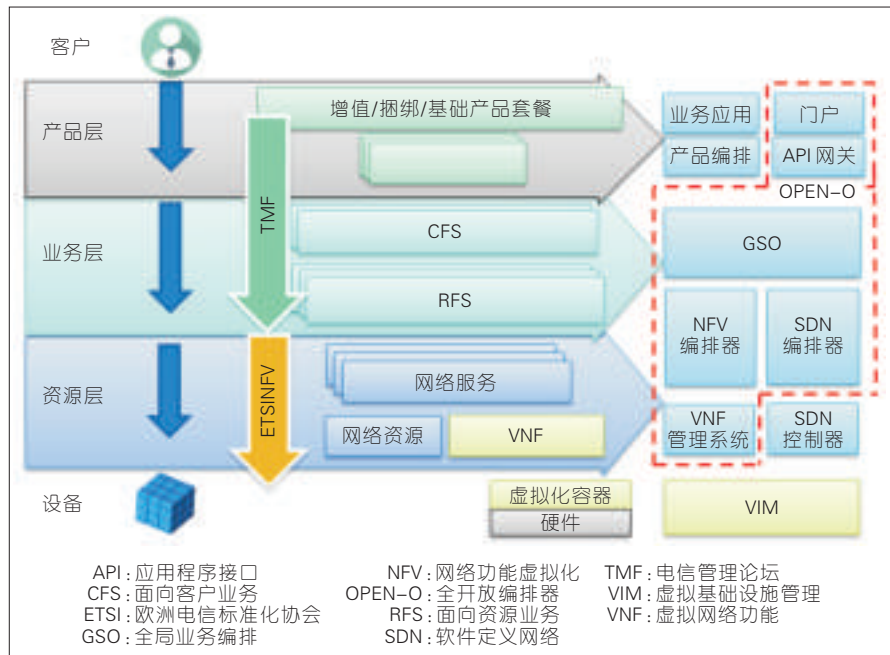 客户
产品层
增值/捆绑/基础产品套餐
业务应用
门户
产品编排
API 网关
OPEN-O
TMF
业务层
CFS
GSO
RFS
NFV
编排器
SDN
编排器
资源层
ETSINFV
网络服务
网络资源
VNF
VNF
管理系统
SDN
控制器
设备
虚拟化容器
硬件
VIM
API:应用程序接口
CFS:面向客户业务
ETSI:欧洲电信标准化协会
GSO:全局业务编排
NFV:网络功能虚拟化
OPEN-O:全开放编排器
RFS:面向资源业务
SDN:软件定义网络
TMF:电信管理论坛
VIM:虚拟基础设施管理
VNF:虚拟网络功能